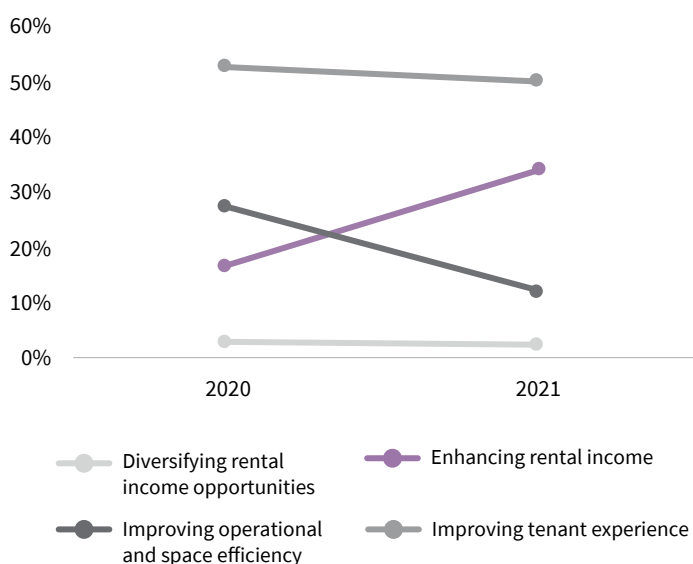 60%
50%
40%
30%
20%
10%
0%
2020
2021
Diversifying rental
income opportunities
Enhancing rental income
Improving operational
and space efficiency
Improving tenant experience